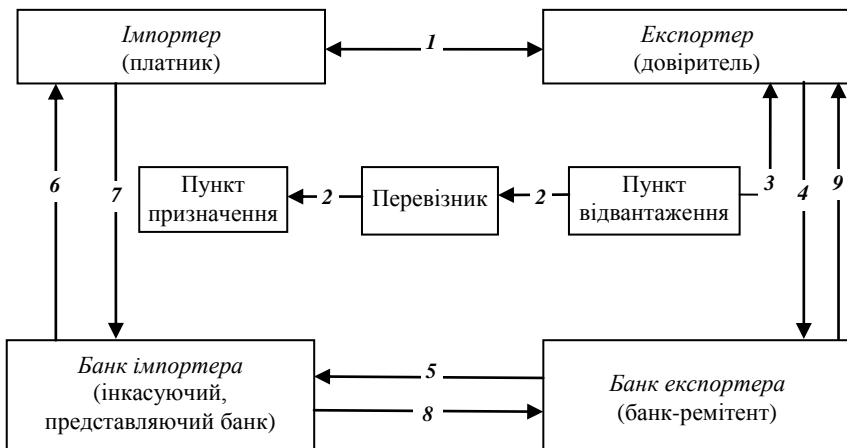 Імпортер
(платник)
1
Експортер
(довіритель)
6
7
Пункт
призначення
2
Перевізник
2
Пункт
відвантаження
3
4
9
Банк імпортера
(інкасуючий,
представляючий банк)
5
8
Банк експортера
(банк-ремітент)